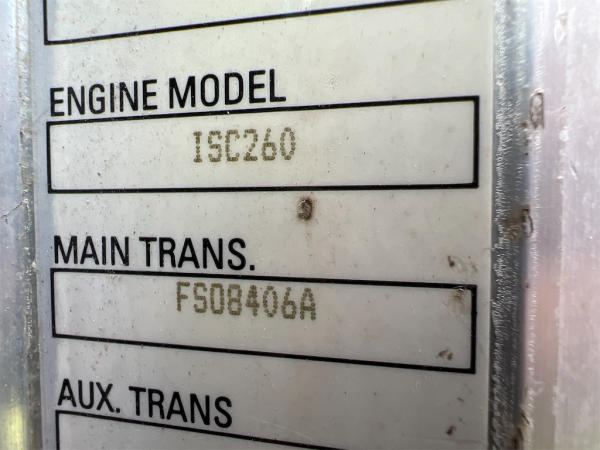 ENGINE MODEL
ISC260
MAIN TRANS.
FS08406A
AUX. TRANS